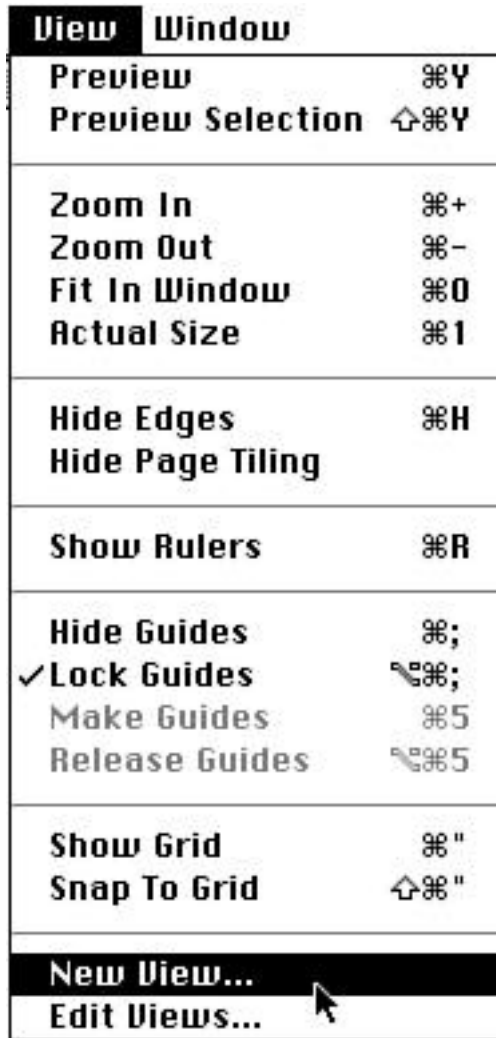 View Window
Preview ⌘Y
Preview Selection ⇧⌘Y
Zoom In ⌘+
Zoom Out ⌘-
Fit In Window ⌘0
Actual Size ⌘1
Hide Edges ⌘H
Hide Page Tiling
Show Rulers ⌘R
Hide Guides ⌘;
✓Lock Guides ⌥⌘;
Make Guides ⌘5
Release Guides ⌥⌘5
Show Grid ⌘"
Snap To Grid ⇧⌘"
New View...
Edit Views...